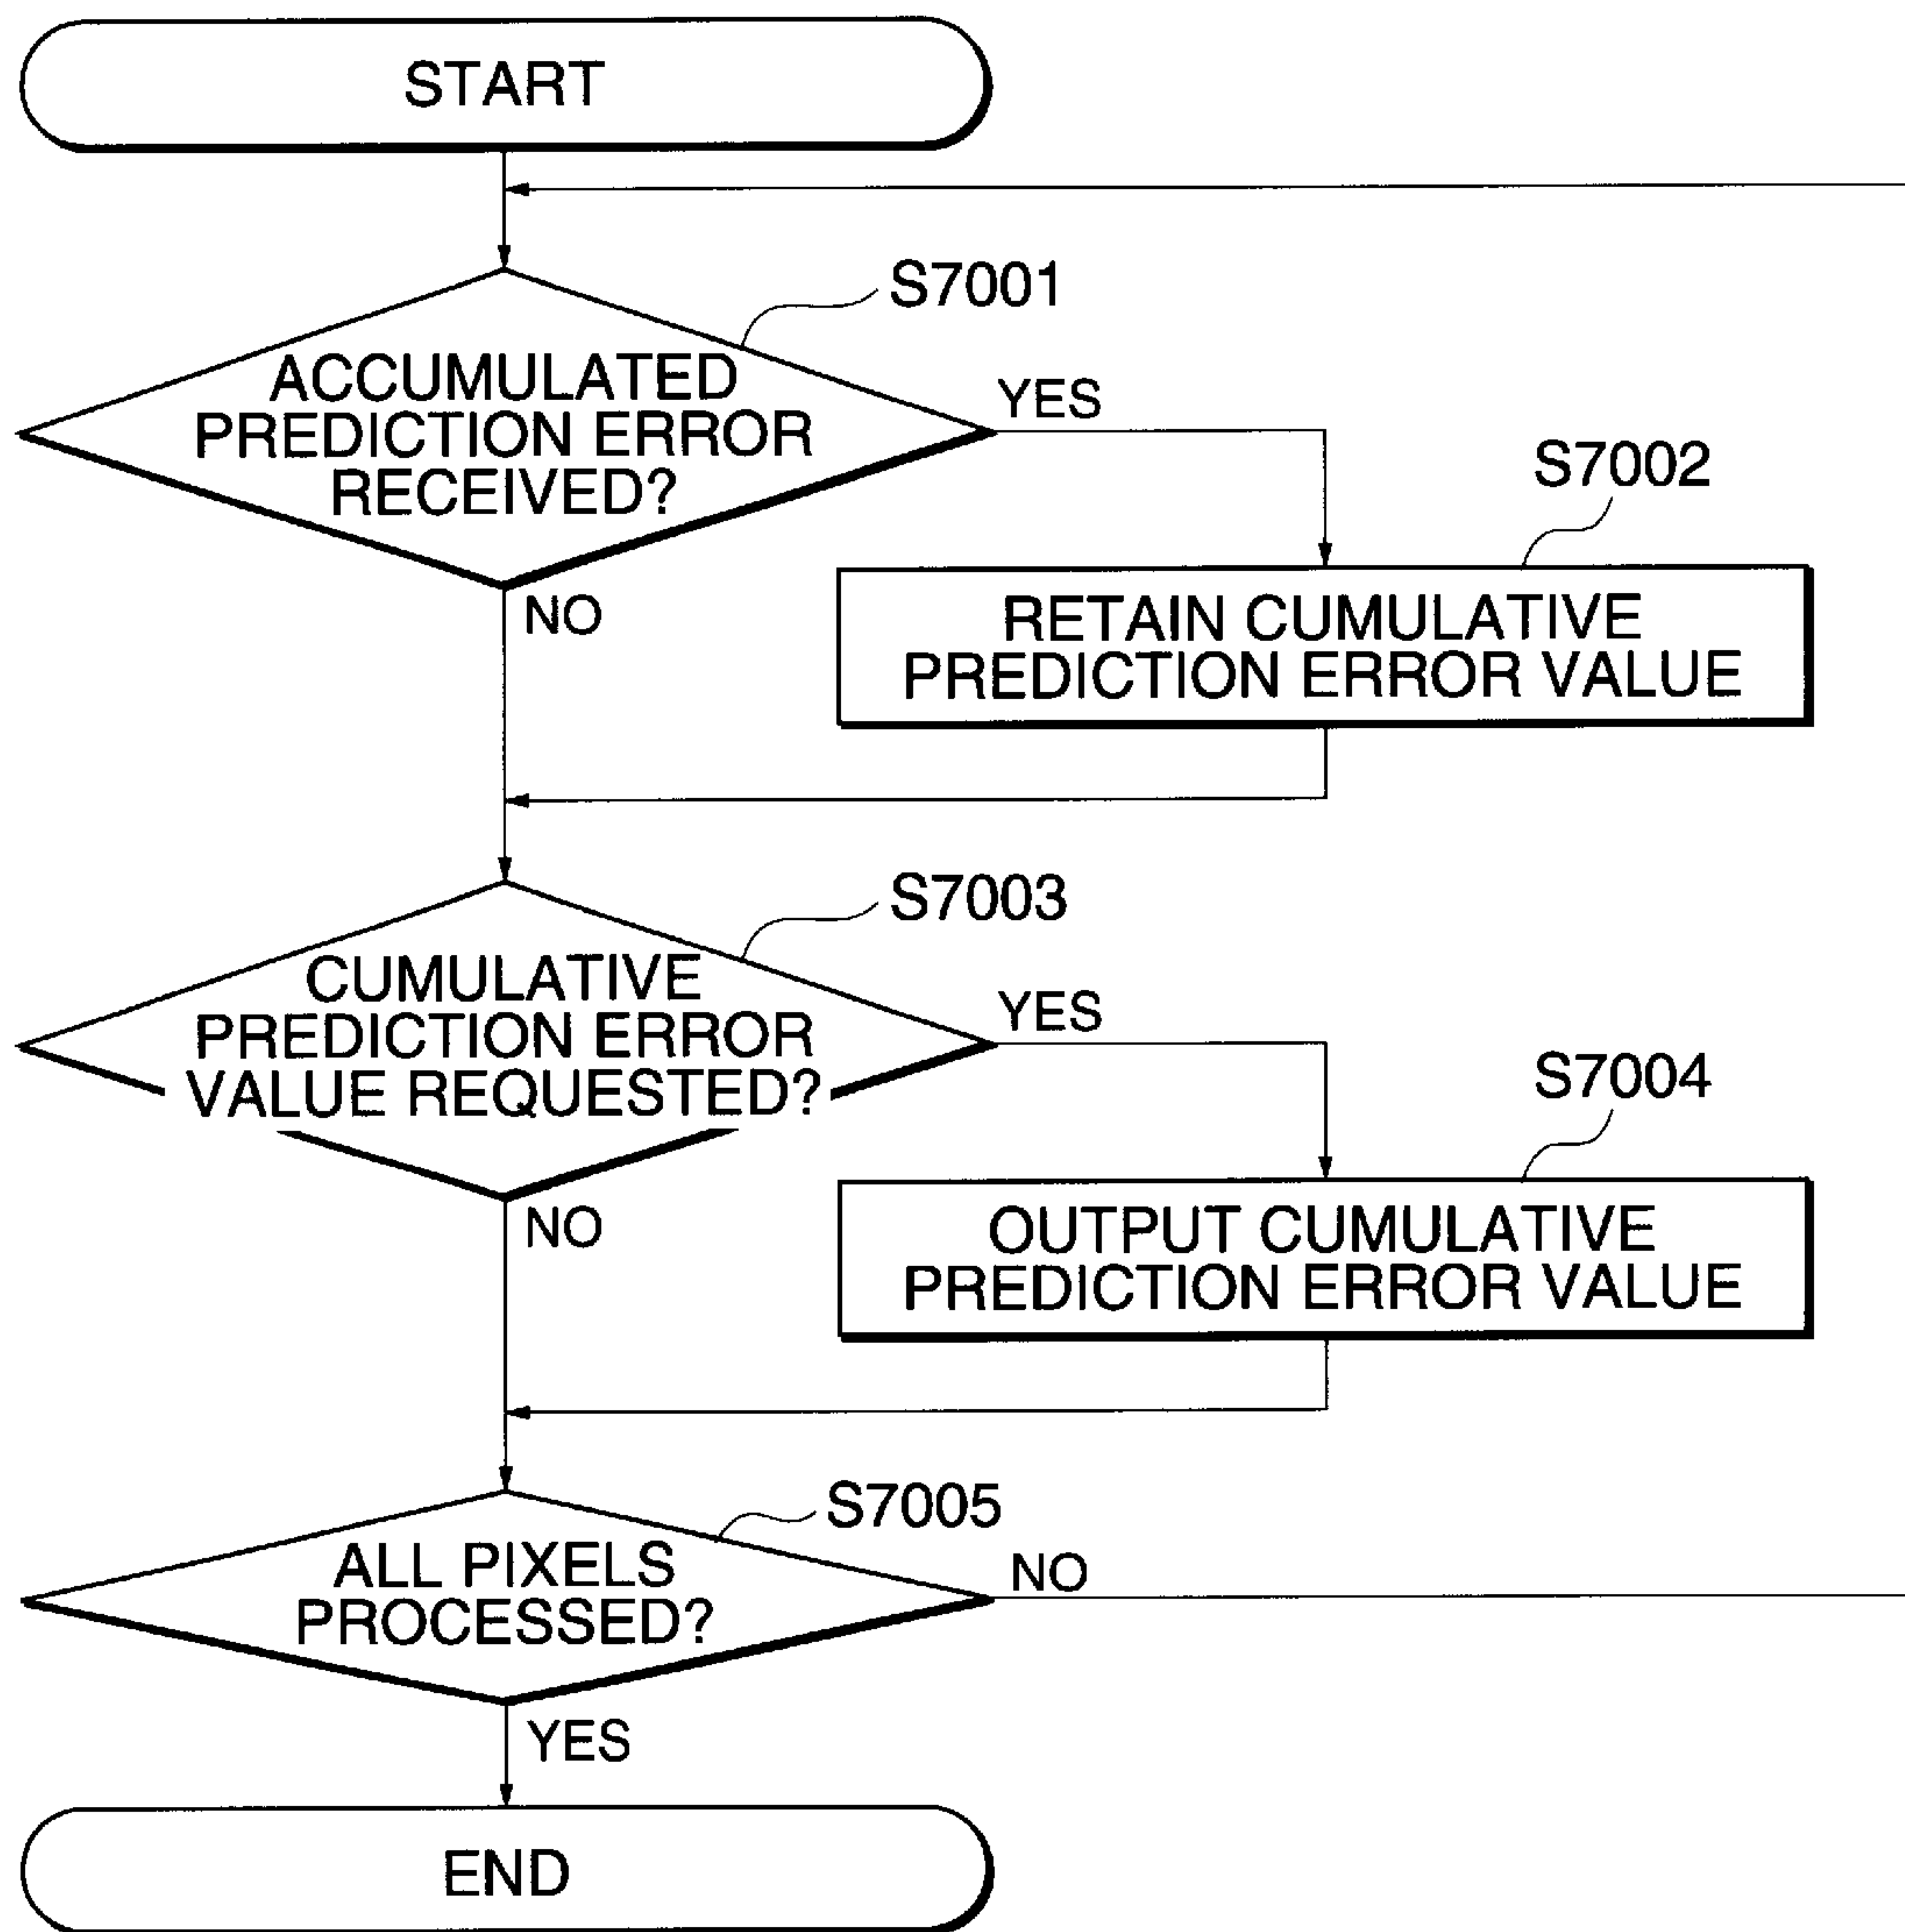 START
S7001
ACCUMULATED
PREDICTION ERROR
RECEIVED?
YES
NO
S7002
RETAIN CUMULATIVE
PREDICTION ERROR VALUE
S7003
CUMULATIVE
PREDICTION ERROR
VALUE REQUESTED?
YES
NO
S7004
OUTPUT CUMULATIVE
PREDICTION ERROR VALUE
S7005
ALL PIXELS
PROCESSED?
NO
YES
END